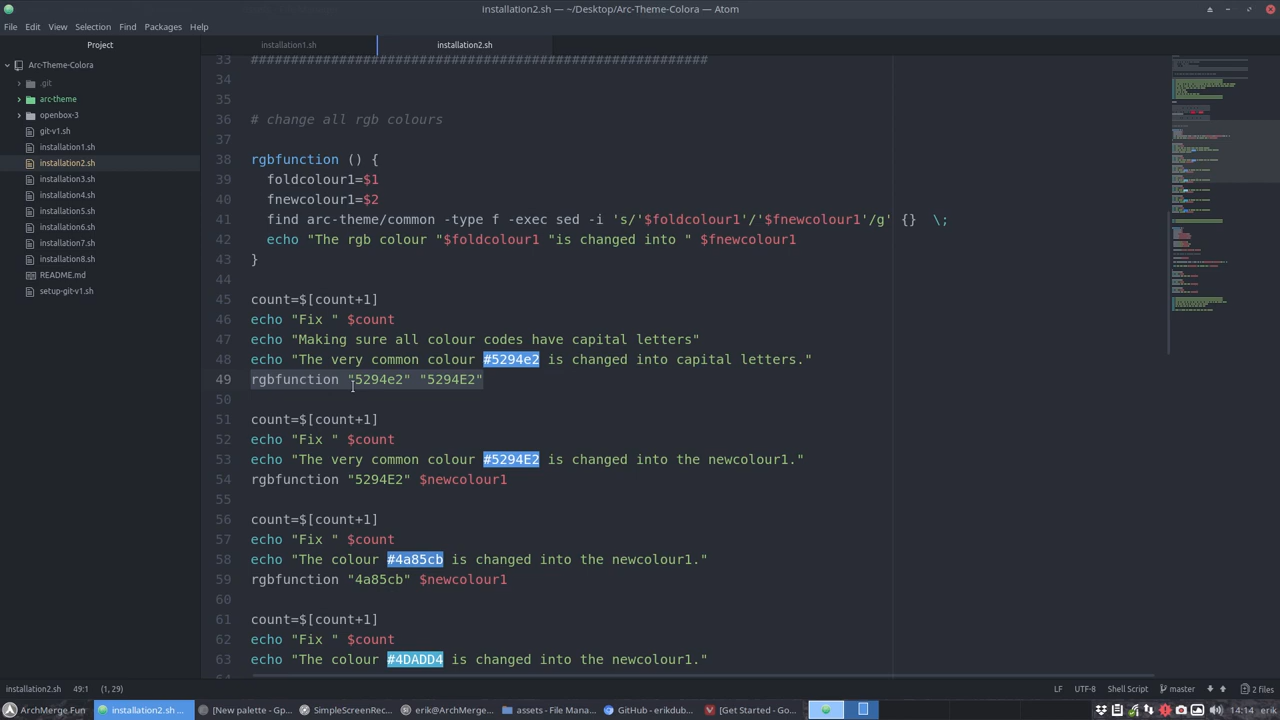 Installation2.sh — ~/Desktop/Arc-Theme-Colora — Atom
File Edit View Selection Find Packages Help
Project
installation1.sh
installation2.sh
Arc-Theme-Colora
.git
arc-theme
openbox-3
git-v1.sh
installation1.sh
installation2.sh
installation3.sh
installation4.sh
installation5.sh
installation6.sh
installation7.sh
installation8.sh
README.md
setup-git-v1.sh
33 #########################################################
34
35
36 # change all rgb colours
37
38 rgbfunction () {
39 foldcolour1=$1
40 fnewcolour1=$2
41 find arc-theme/common -type f -exec sed -i 's/'$foldcolour1'/'$fnewcolour1'/g' {} \;
42 echo "The rgb colour "$foldcolour1 "is changed into " $fnewcolour1
43 }
44
45 count=$[count+1]
46 echo "Fix " $count
47 echo "Making sure all colour codes have capital letters"
48 echo "The very common colour #5294e2 is changed into capital letters."
49 rgbfunction "5294e2" "5294E2"
50
51 count=$[count+1]
52 echo "Fix " $count
53 echo "The very common colour #5294E2 is changed into the newcolour1."
54 rgbfunction "5294E2" $newcolour1
55
56 count=$[count+1]
57 echo "Fix " $count
58 echo "The colour #4a85cb is changed into the newcolour1."
59 rgbfunction "4a85cb" $newcolour1
60
61 count=$[count+1]
62 echo "Fix " $count
63 echo "The colour #4DADD4 is changed into the newcolour1."
installation2.sh 49:1 (1, 29) LF UTF-8 Shell Script master 2 files
ArchMerge Fun installation2.sh ... [New palette - Gp... SimpleScreenRec... erik@ArchMerge... assets - File Mana... GitHub - erikdub... [Get Started - Go... 14:14 erik